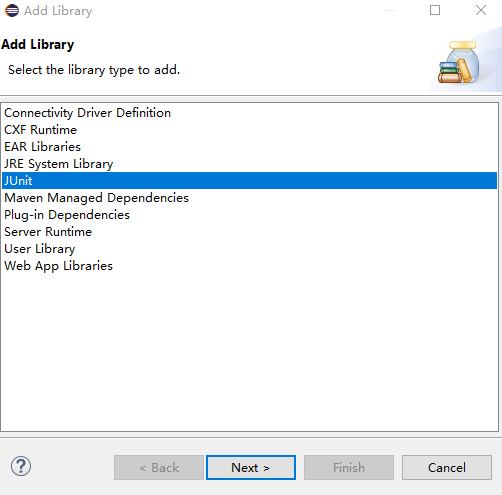 Add Library
Add Library
Select the library type to add.
Connectivity Driver Definition
CXF Runtime
EAR Libraries
JRE System Library
JUnit
Maven Managed Dependencies
Plug-in Dependencies
Server Runtime
User Library
Web App Libraries
? < Back Next > Finish Cancel